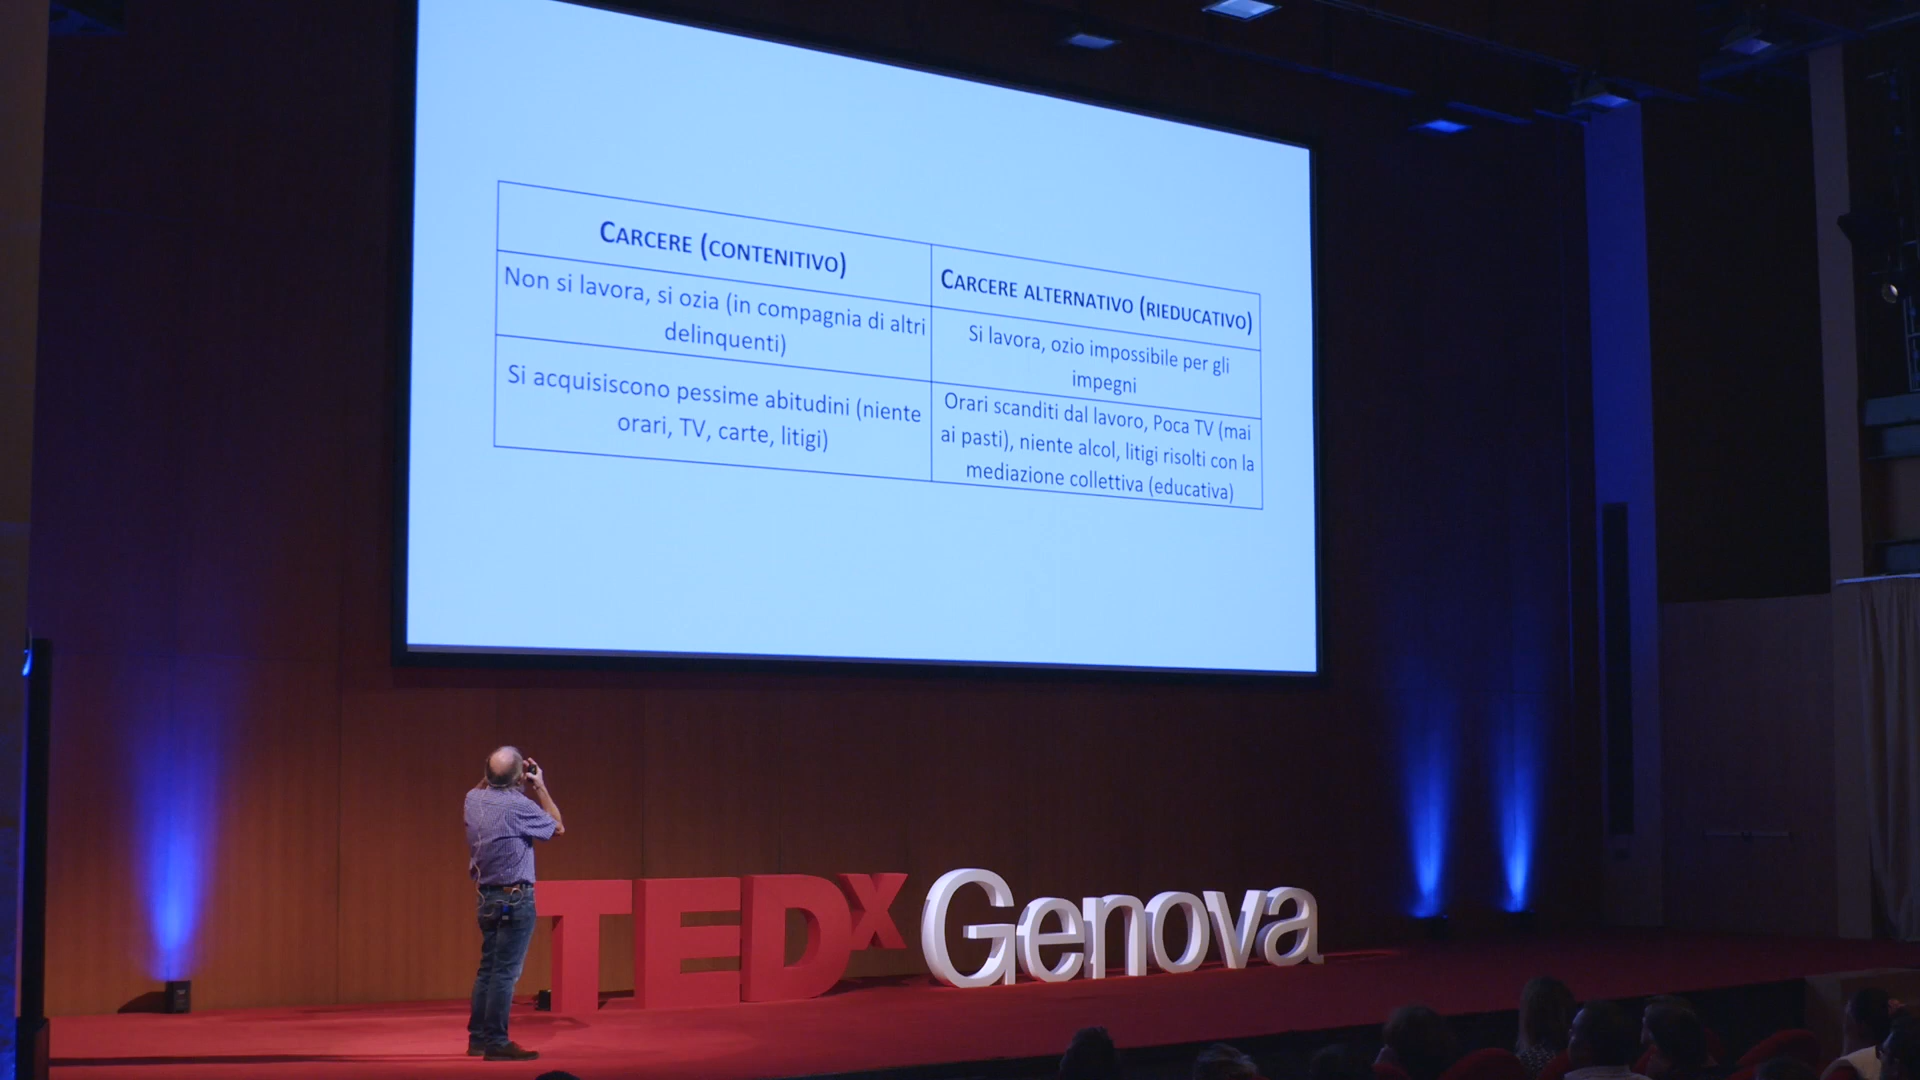 CARCERE (CONTENITIVO)
CARCERE ALTERNATIVO (RIEDUCATIVO)
Non si lavora, si ozia (in compagnia di altri
delinquenti)
Si lavora, ozio impossibile per gli
impegni
Si acquisiscono pessime abitudini (niente
orari, TV, carte, litigi)
Orari scanditi dal lavoro, Poca TV (mai
ai pasti), niente alcol, litigi risolti con la
mediazione collettiva (educativa)
TEDx Genova